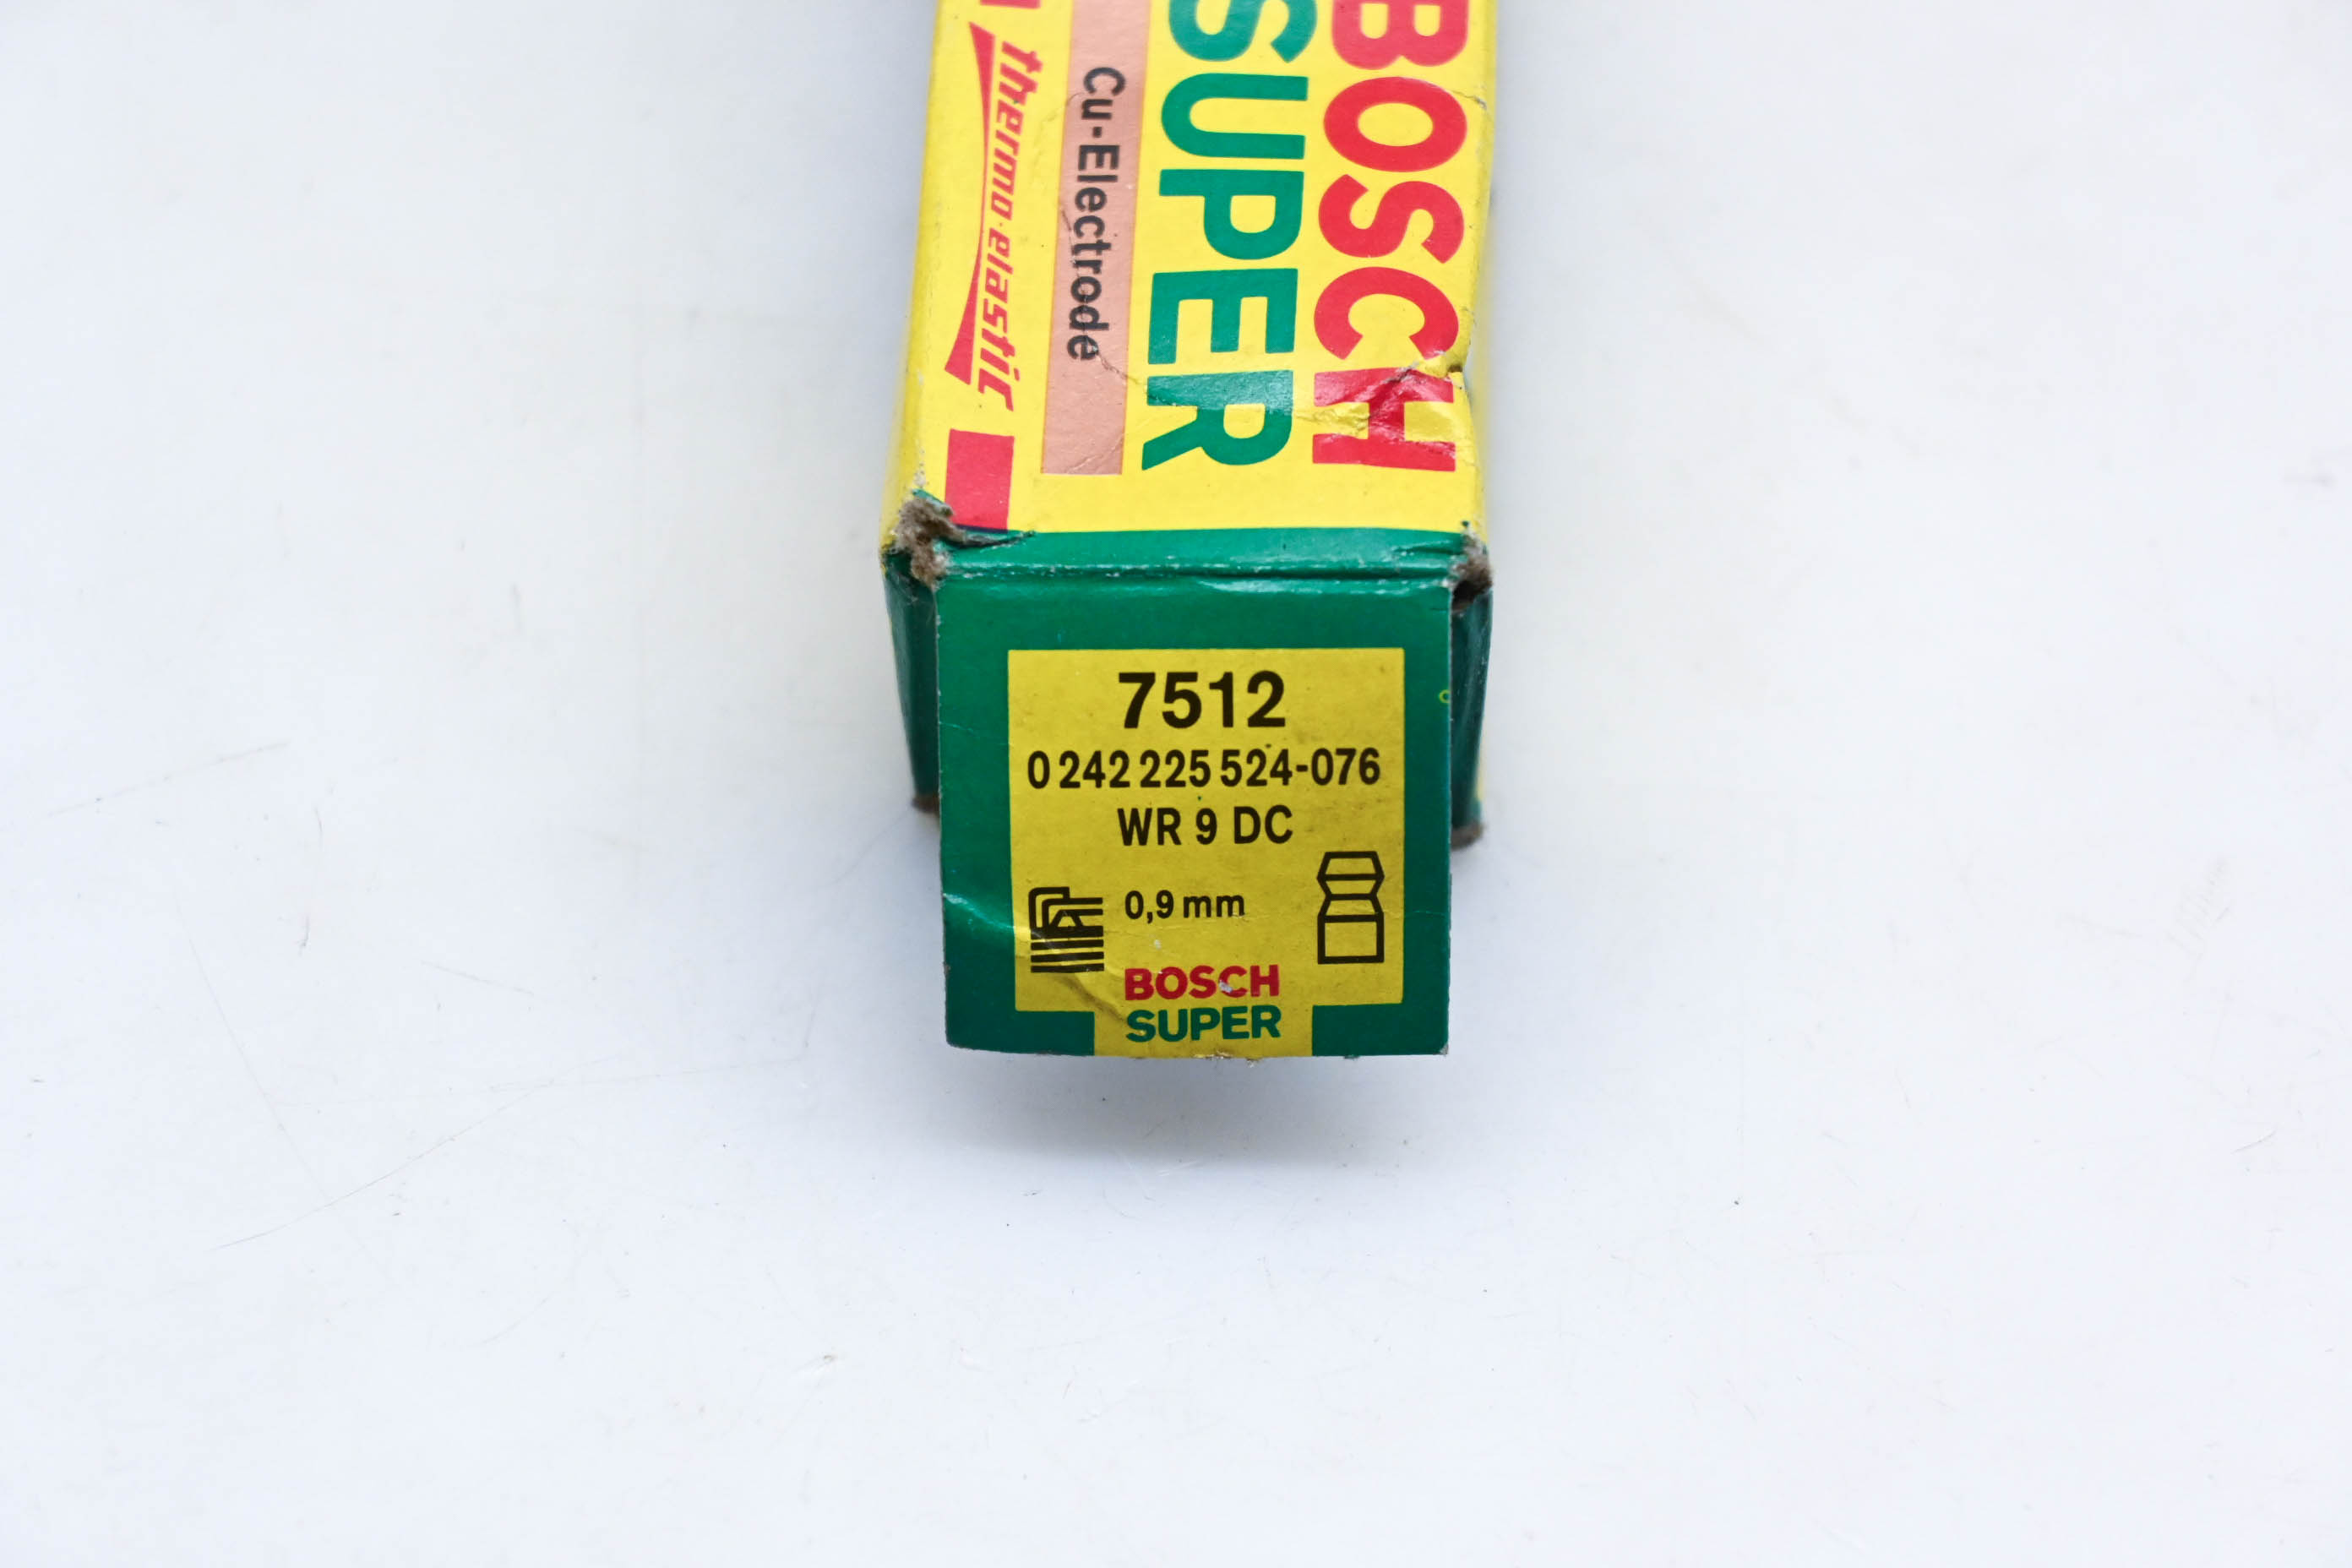 BOSCH
SUPER
Cu-Electrode
thermo-elastic
7512
0 242 225 524-076
WR 9 DC
0,9 mm
BOSCH
SUPER